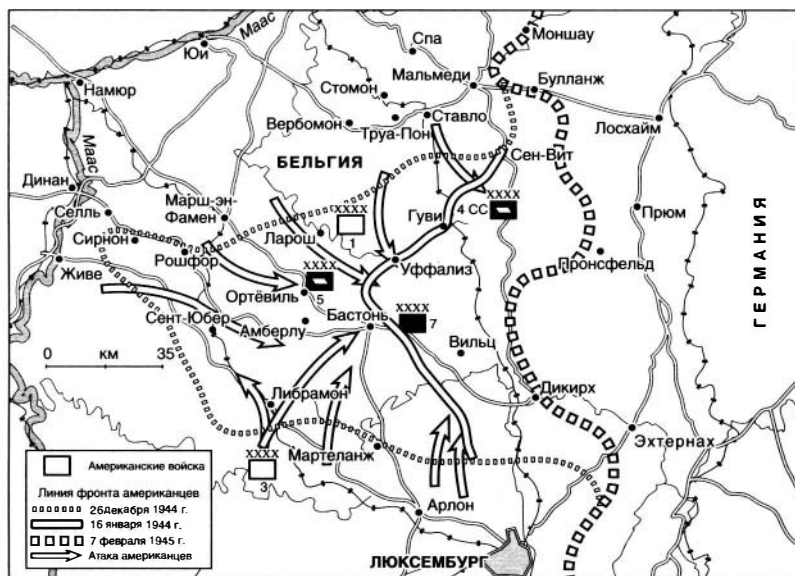 Маас
Юи
Спа
Моншау
Намюр
Мальмеди
Булланж
Стомон
Маас
Вербомон
Труа-Пон
Ставло
Лосхайм
БЕЛЬГИЯ
Сен-Вит
Динан
Марш-эн-
Фамен
XXXX
XXXX
Селль
4 СС
Ларош
1
Гуви
Прюм
Сирнон
Рошфор
XXXX
Уффализ
Пронсфельд
Живе
Ортёвиль
5
XXXX
ГЕРМАНИЯ
Сент-Юбер
Амберлу
Бастонь
7
0 км 35
Вильц
Либрамон
Дикирх
XXXX
Мартеланж
Эхтернах
3
Арлон
ЛЮКСЕМБУРГ
Американские войска
Линия фронта американцев
26декабря 1944 г.
16 января 1944 г.
7 февраля 1945 г.
Атака американцев